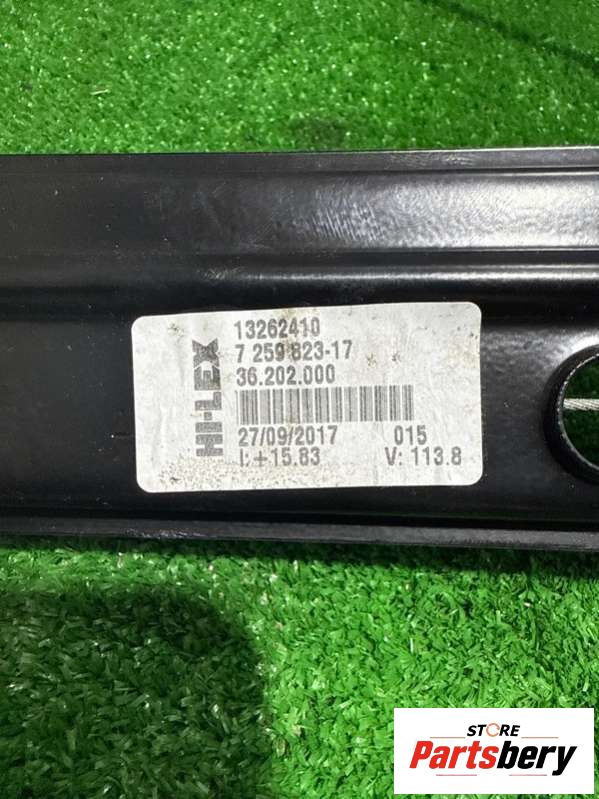 HI-LEX
13262410
7 259 823-17
36.202.000
27/09/2017 015
I: +15.83 V: 113.8
STORE
Partsbery